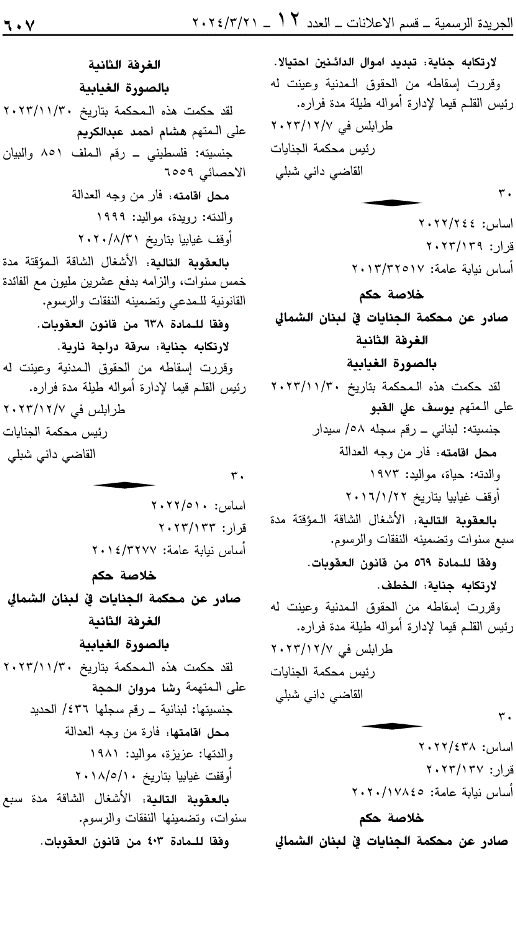 الجريدة الرسمية ــ قسم الاعلانات ــ العدد ١٢ ــ ٢٠٢٤/٣/٢١
٦٠٧
لارتكابه جناية: تبديد اموال الدائنين احتيالا.
وقررت إسقاطه من الحقوق المدنية وعينت له
رئيس القلم قيما لإدارة أمواله طيلة مدة فراره.
طرابلس في ٢٠٢٣/١٢/٧
رئيس محكمة الجنايات
القاضي داني شبلي
٣٠
اساس: ٢٠٢٢/٢٤٤
قرار: ٢٠٢٣/١٣٩
أساس نيابة عامة: ٢٠١٣/٣٢٥١٧
خلاصة حكم
صادر عن محكمة الجنايات في لبنان الشمالي
الغرفة الثانية
بالصورة الغيابية
لقد حكمت هذه المحكمة بتاريخ ٢٠٢٣/١١/٣٠
على المتهم يوسف علي القبو
جنسيته: لبناني ــ رقم سجله ٥٨/ سيدار
محل اقامته: فار من وجه العدالة
والدته: حياة، مواليد: ١٩٧٣
أوقف غيابيا بتاريخ ٢٠١٦/١/٢٢
بالعقوبة التالية: الأشغال الشاقة المؤقتة مدة
سبع سنوات وتضمينه النفقات والرسوم.
وفقا للمادة ٥٦٩ من قانون العقوبات.
لارتكابه جناية: الخطف.
وقررت إسقاطه من الحقوق المدنية وعينت له
رئيس القلم قيما لإدارة أمواله طيلة مدة فراره.
طرابلس في ٢٠٢٣/١٢/٧
رئيس محكمة الجنايات
القاضي داني شبلي
٣٠
اساس: ٢٠٢٢/٤٣٨
قرار: ٢٠٢٣/١٣٧
أساس نيابة عامة: ٢٠٢٠/١٧٨٤٥
خلاصة حكم
صادر عن محكمة الجنايات في لبنان الشمالي
الغرفة الثانية
بالصورة الغيابية
لقد حكمت هذه المحكمة بتاريخ ٢٠٢٣/١١/٣٠
على المتهم هشام احمد عبدالكريم
جنسيته: فلسطيني ــ رقم الملف ٨٥١ والبيان
الاحصائي ٦٥٥٩
محل اقامته: فار من وجه العدالة
والدته: رويدة، مواليد: ١٩٩٩
أوقف غيابيا بتاريخ ٢٠٢٠/٨/٣١
بالعقوبة التالية: الأشغال الشاقة المؤقتة مدة
خمس سنوات، والزامه بدفع عشرين مليون مع الفائدة
القانونية للمدعي وتضمينه النفقات والرسوم.
وفقا للمادة ٦٣٨ من قانون العقوبات.
لارتكابه جناية: سرقة دراجة نارية.
وقررت إسقاطه من الحقوق المدنية وعينت له
رئيس القلم قيما لإدارة أمواله طيلة مدة فراره.
طرابلس في ٢٠٢٣/١٢/٧
رئيس محكمة الجنايات
القاضي داني شبلي
٣٠
اساس: ٢٠٢٢/٥١٠
قرار: ٢٠٢٣/١٣٣
أساس نيابة عامة: ٢٠١٤/٣٢٧٧
خلاصة حكم
صادر عن محكمة الجنايات في لبنان الشمالي
الغرفة الثانية
بالصورة الغيابية
لقد حكمت هذه المحكمة بتاريخ ٢٠٢٣/١١/٣٠
على المتهمة رشا مروان الحجة
جنسيتها: لبنانية ــ رقم سجلها ٤٣٦/ الحديد
محل اقامتها: فارة من وجه العدالة
والدتها: عزيزة، مواليد: ١٩٨١
أوقفت غيابيا بتاريخ ٢٠١٨/٥/١٠
بالعقوبة التالية: الأشغال الشاقة مدة سبع
سنوات، وتضمينها النفقات والرسوم.
وفقا للمادة ٤٠٣ من قانون العقوبات.